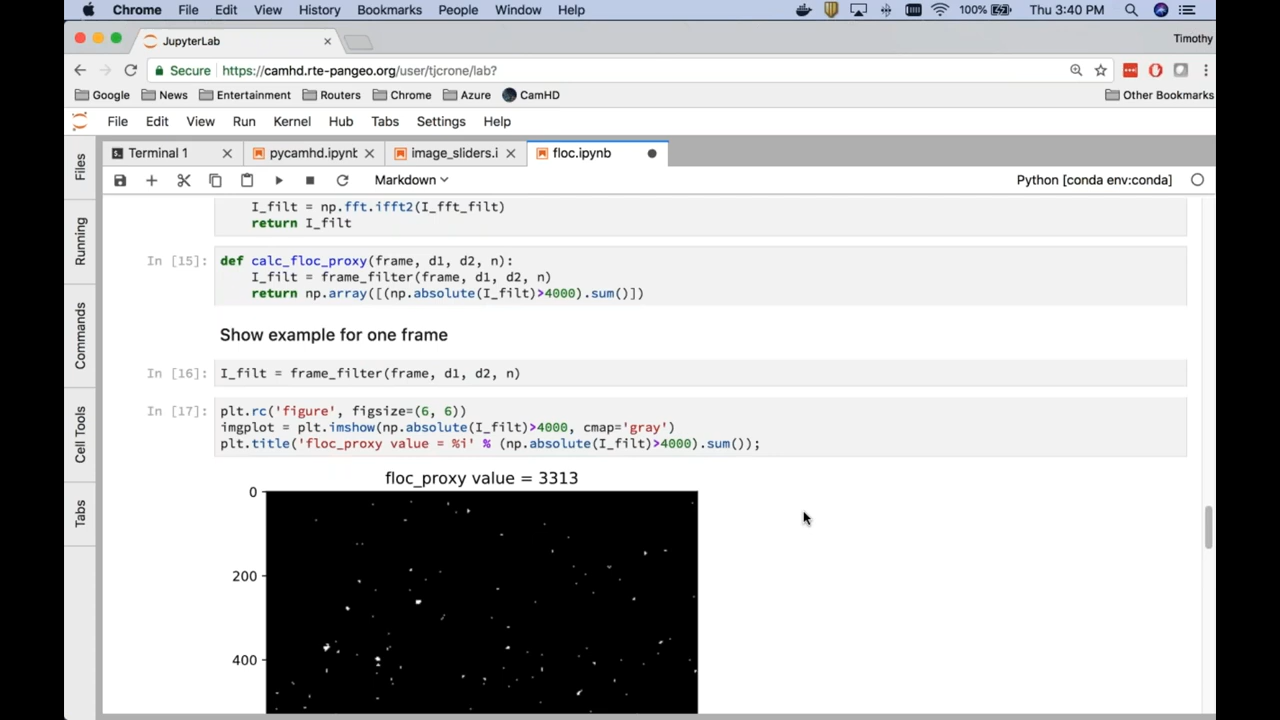 Chrome File Edit View History Bookmarks People Window Help 100% Thu 3:40 PM
JupyterLab Timothy
Secure https://camhd.rte-pangeo.org/user/tjcrone/lab?
Google News Entertainment Routers Chrome Azure CamHD Other Bookmarks
File Edit View Run Kernel Hub Tabs Settings Help
Terminal 1 pycamhd.ipynb image_sliders.i floc.ipynb
Markdown Python [conda env:conda]
Files
Running
Commands
Cell Tools
Tabs
I_filt = np.fft.ifft2(I_fft_filt)
return I_filt
In [15]: def calc_floc_proxy(frame, d1, d2, n):
I_filt = frame_filter(frame, d1, d2, n)
return np.array([(np.absolute(I_filt)>4000).sum()])
Show example for one frame
In [16]: I_filt = frame_filter(frame, d1, d2, n)
In [17]: plt.rc('figure', figsize=(6, 6))
imgplot = plt.imshow(np.absolute(I_filt)>4000, cmap='gray')
plt.title('floc_proxy value = %i' % (np.absolute(I_filt)>4000).sum());
floc_proxy value = 3313
0
200
400